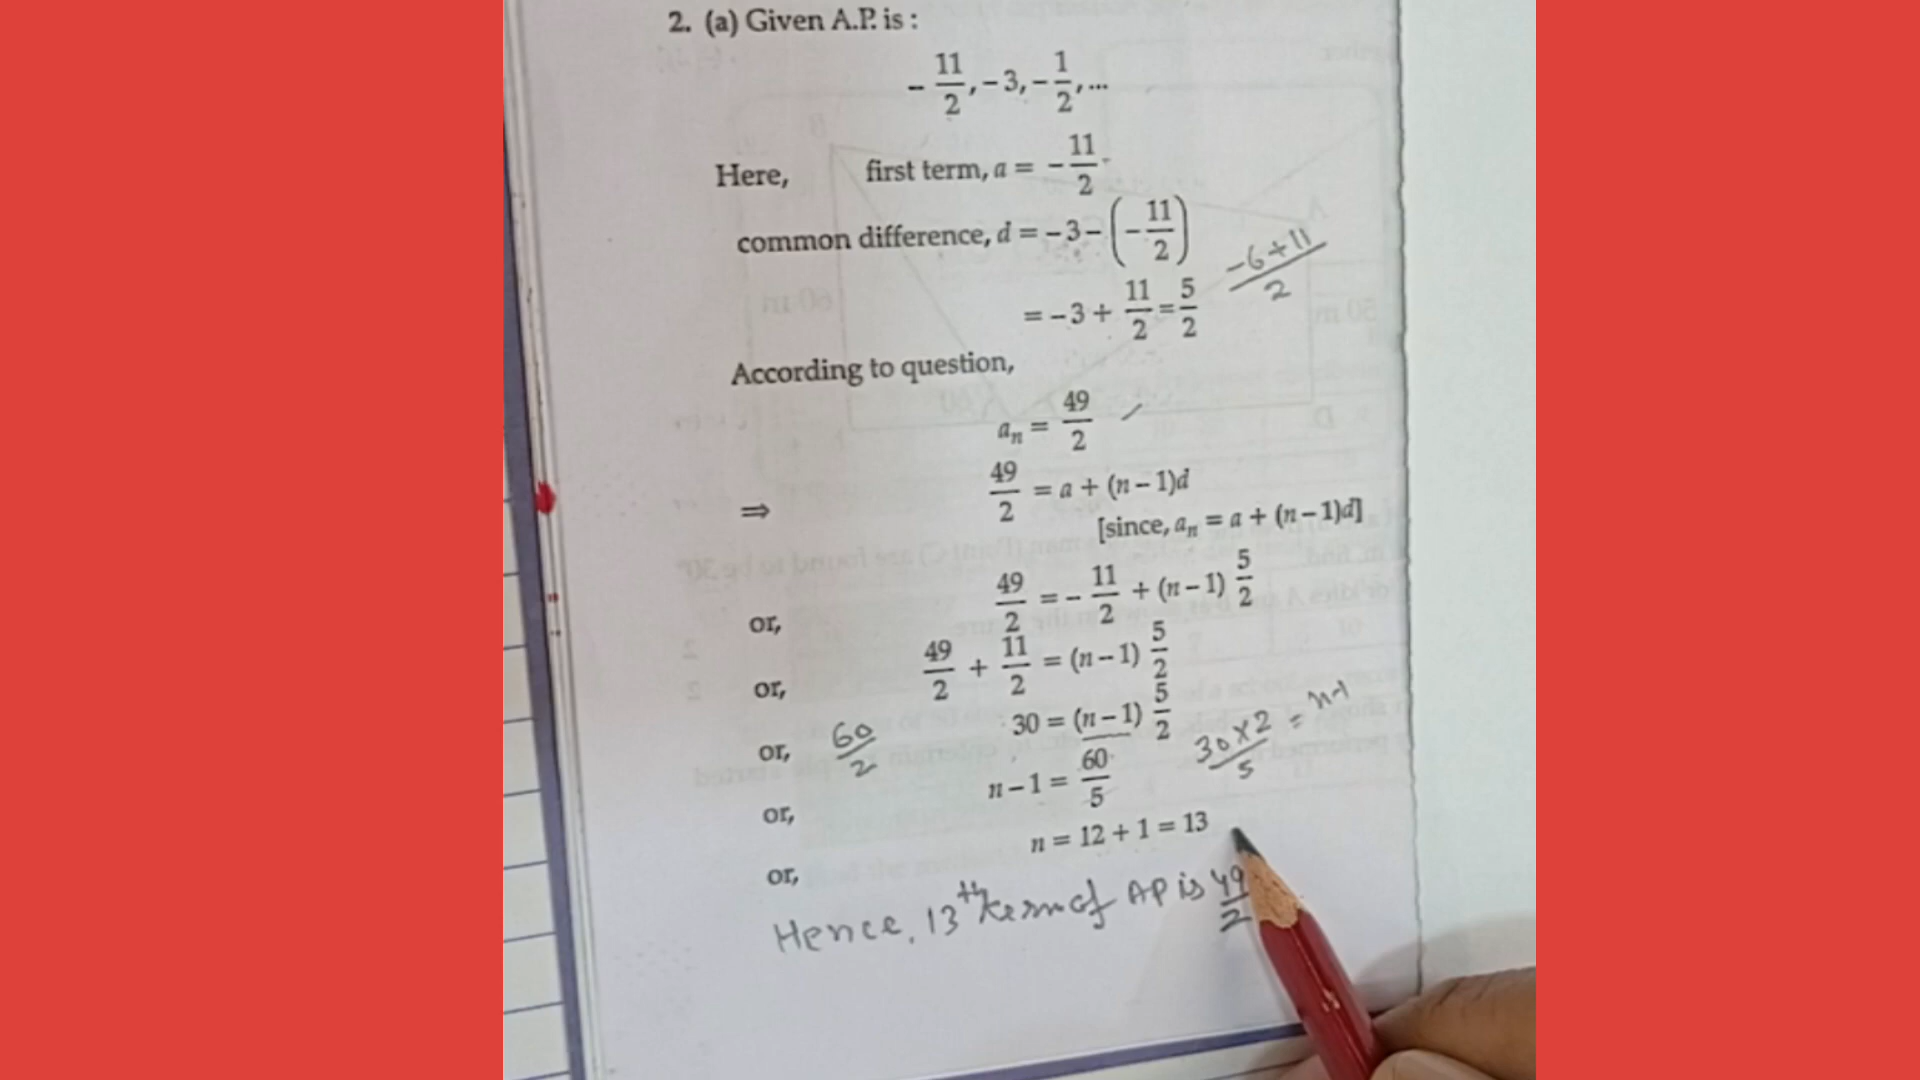 2. (a) Given A.P. is :
- 11/2, - 3, - 1/2, ...
Here, first term, a = - 11/2
common difference, d = - 3 - (- 11/2)
-6+11/2
= - 3 + 11/2 = 5/2
According to question,
aₙ = 49/2
⇒ 49/2 = a + (n - 1)d
[since, aₙ = a + (n - 1)d]
or, 49/2 = - 11/2 + (n - 1) 5/2
or, 49/2 + 11/2 = (n - 1) 5/2
or, 60/2 30 = (n - 1) 5/2 30×2/5 = n-1
or, n - 1 = 60/5
or, n = 12 + 1 = 13
Hence, 13th term of AP is 49/2